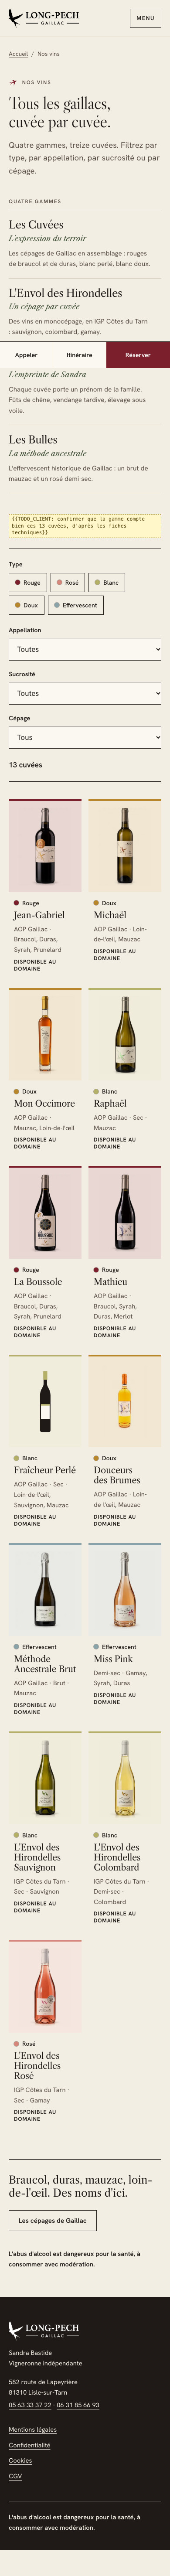 LONG-PECH
GAILLAC
MENU
Accueil / Nos vins
NOS VINS
Tous les gaillacs,
cuvée par cuvée.
Quatre gammes, treize cuvées. Filtrez par
type, par appellation, par sucrosité ou par
cépage.
QUATRE GAMMES
Les Cuvées
L'expression du terroir
Les cépages de Gaillac en assemblage : rouges
de braucol et de duras, blanc perlé, blanc doux.
L'Envol des Hirondelles
Un cépage par cuvée
Des vins en monocépage, en IGP Côtes du Tarn
: sauvignon, colombard, gamay.
Appeler
Itinéraire
Réserver
L'empreinte de Sandra
Chaque cuvée porte un prénom de la famille.
Fûts de chêne, vendange tardive, élevage sous
voile.
Les Bulles
La méthode ancestrale
L'effervescent historique de Gaillac : un brut de
mauzac et un rosé demi-sec.
{{TODO_CLIENT: confirmer que la gamme compte
bien ces 13 cuvées, d'après les fiches
techniques}}
Type
Rouge
Rosé
Blanc
Doux
Effervescent
Appellation
Toutes
Sucrosité
Toutes
Cépage
Tous
13 cuvées
Rouge
Jean-Gabriel
AOP Gaillac ·
Braucol, Duras,
Syrah, Prunelard
DISPONIBLE AU
DOMAINE
Doux
Michaël
AOP Gaillac · Loin-
de-l'œil, Mauzac
DISPONIBLE AU
DOMAINE
Doux
Mon Occimore
AOP Gaillac ·
Mauzac, Loin-de-l'œil
DISPONIBLE AU
DOMAINE
Blanc
Raphaël
AOP Gaillac · Sec ·
Mauzac
DISPONIBLE AU
DOMAINE
Rouge
La Boussole
AOP Gaillac ·
Braucol, Duras,
Syrah, Prunelard
DISPONIBLE AU
DOMAINE
Rouge
Mathieu
AOP Gaillac ·
Braucol, Syrah,
Duras, Merlot
DISPONIBLE AU
DOMAINE
Blanc
Fraîcheur Perlé
AOP Gaillac · Sec ·
Loin-de-l'œil,
Sauvignon, Mauzac
DISPONIBLE AU
DOMAINE
Doux
Douceurs
des Brumes
AOP Gaillac · Loin-
de-l'œil, Mauzac
DISPONIBLE AU
DOMAINE
Effervescent
Méthode
Ancestrale Brut
AOP Gaillac · Brut ·
Mauzac
DISPONIBLE AU
DOMAINE
Effervescent
Miss Pink
Demi-sec · Gamay,
Syrah, Duras
DISPONIBLE AU
DOMAINE
Blanc
L'Envol des
Hirondelles
Sauvignon
IGP Côtes du Tarn ·
Sec · Sauvignon
DISPONIBLE AU
DOMAINE
Blanc
L'Envol des
Hirondelles
Colombard
IGP Côtes du Tarn ·
Demi-sec ·
Colombard
DISPONIBLE AU
DOMAINE
Rosé
L'Envol des
Hirondelles
Rosé
IGP Côtes du Tarn ·
Sec · Gamay
DISPONIBLE AU
DOMAINE
Braucol, duras, mauzac, loin-
de-l'œil. Des noms d'ici.
Les cépages de Gaillac
L'abus d'alcool est dangereux pour la santé, à
consommer avec modération.
LONG-PECH
GAILLAC
Sandra Bastide
Vigneronne indépendante
582 route de Lapeyrière
81310 Lisle-sur-Tarn
05 63 33 37 22 · 06 31 85 66 93
Mentions légales
Confidentialité
Cookies
CGV
L'abus d'alcool est dangereux pour la santé, à
consommer avec modération.